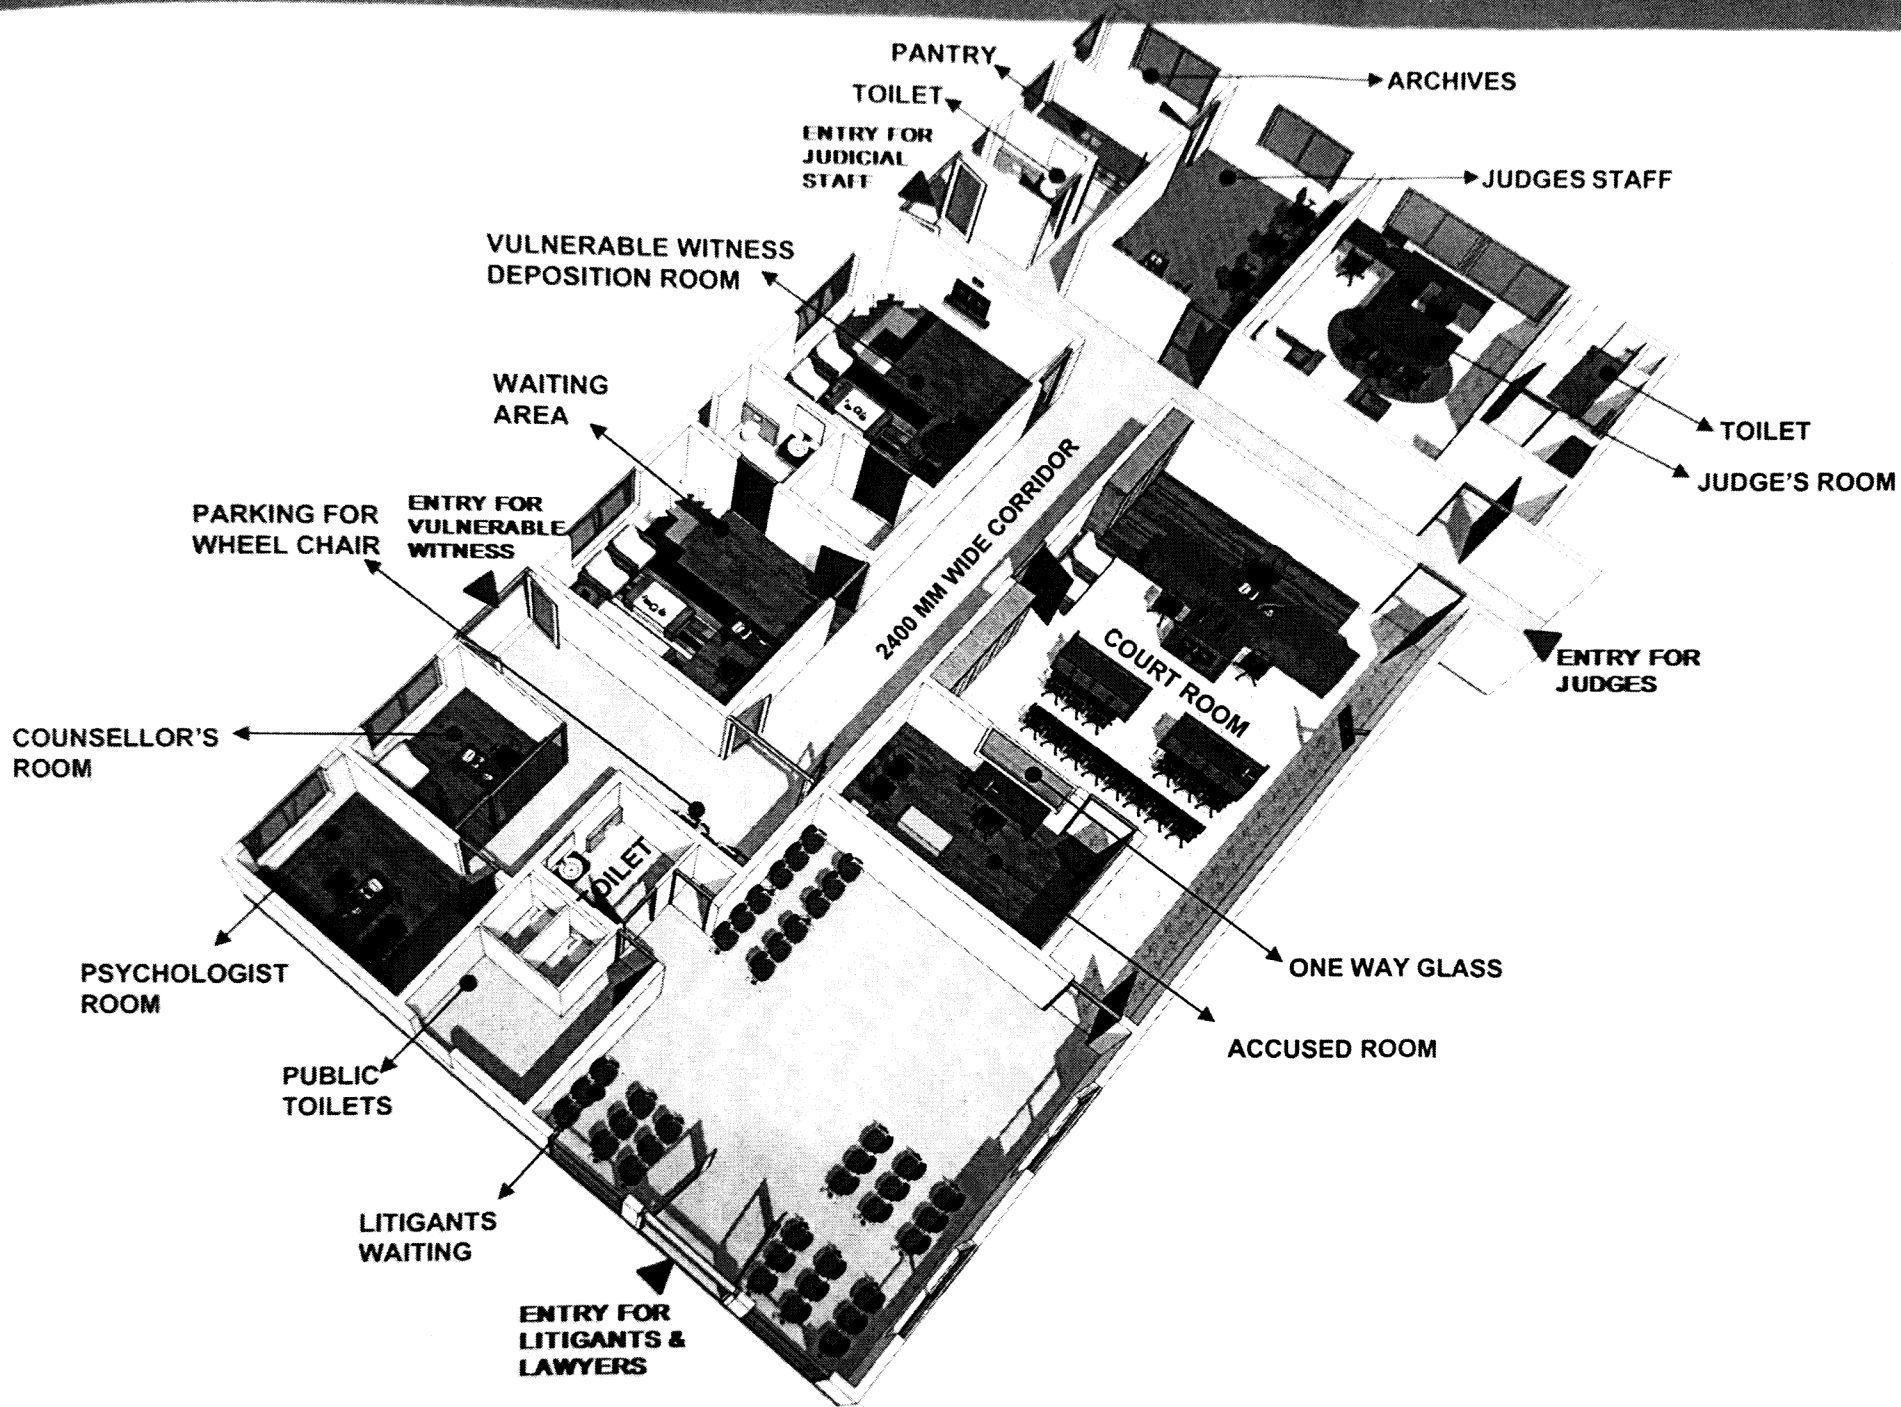 PANTRY
ARCHIVES
TOILET
ENTRY FOR
JUDICIAL
STAFF
JUDGES STAFF
VULNERABLE WITNESS
DEPOSITION ROOM
WAITING
AREA
TOILET
JUDGE'S ROOM
PARKING FOR
WHEEL CHAIR
ENTRY FOR
VULNERABLE
WITNESS
2400 MM WIDE CORRIDOR
COURT ROOM
ENTRY FOR
JUDGES
COUNSELLOR'S
ROOM
TOILET
PSYCHOLOGIST
ROOM
ONE WAY GLASS
ACCUSED ROOM
PUBLIC
TOILETS
LITIGANTS
WAITING
ENTRY FOR
LITIGANTS &
LAWYERS